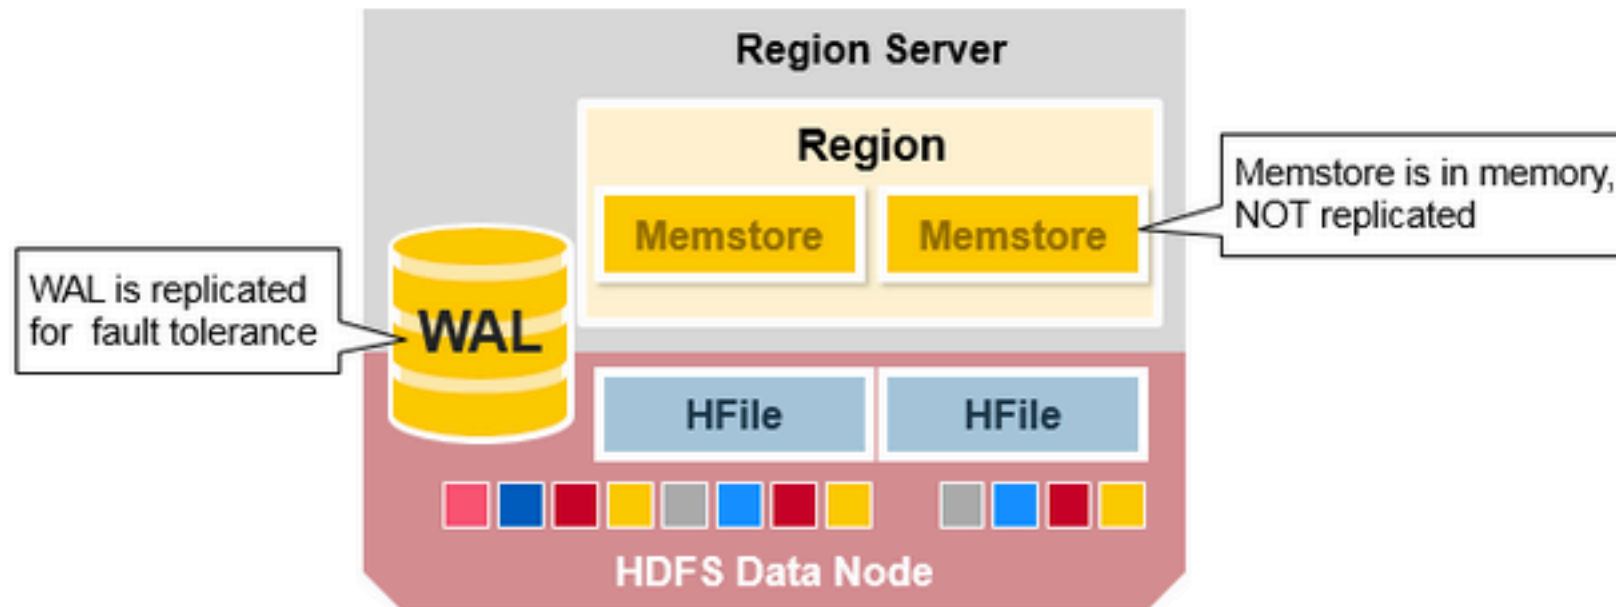 Region Server
Region
Memstore is in memory,
NOT replicated
Memstore
Memstore
WAL is replicated
for fault tolerance
WAL
HFile
HFile
HDFS Data Node